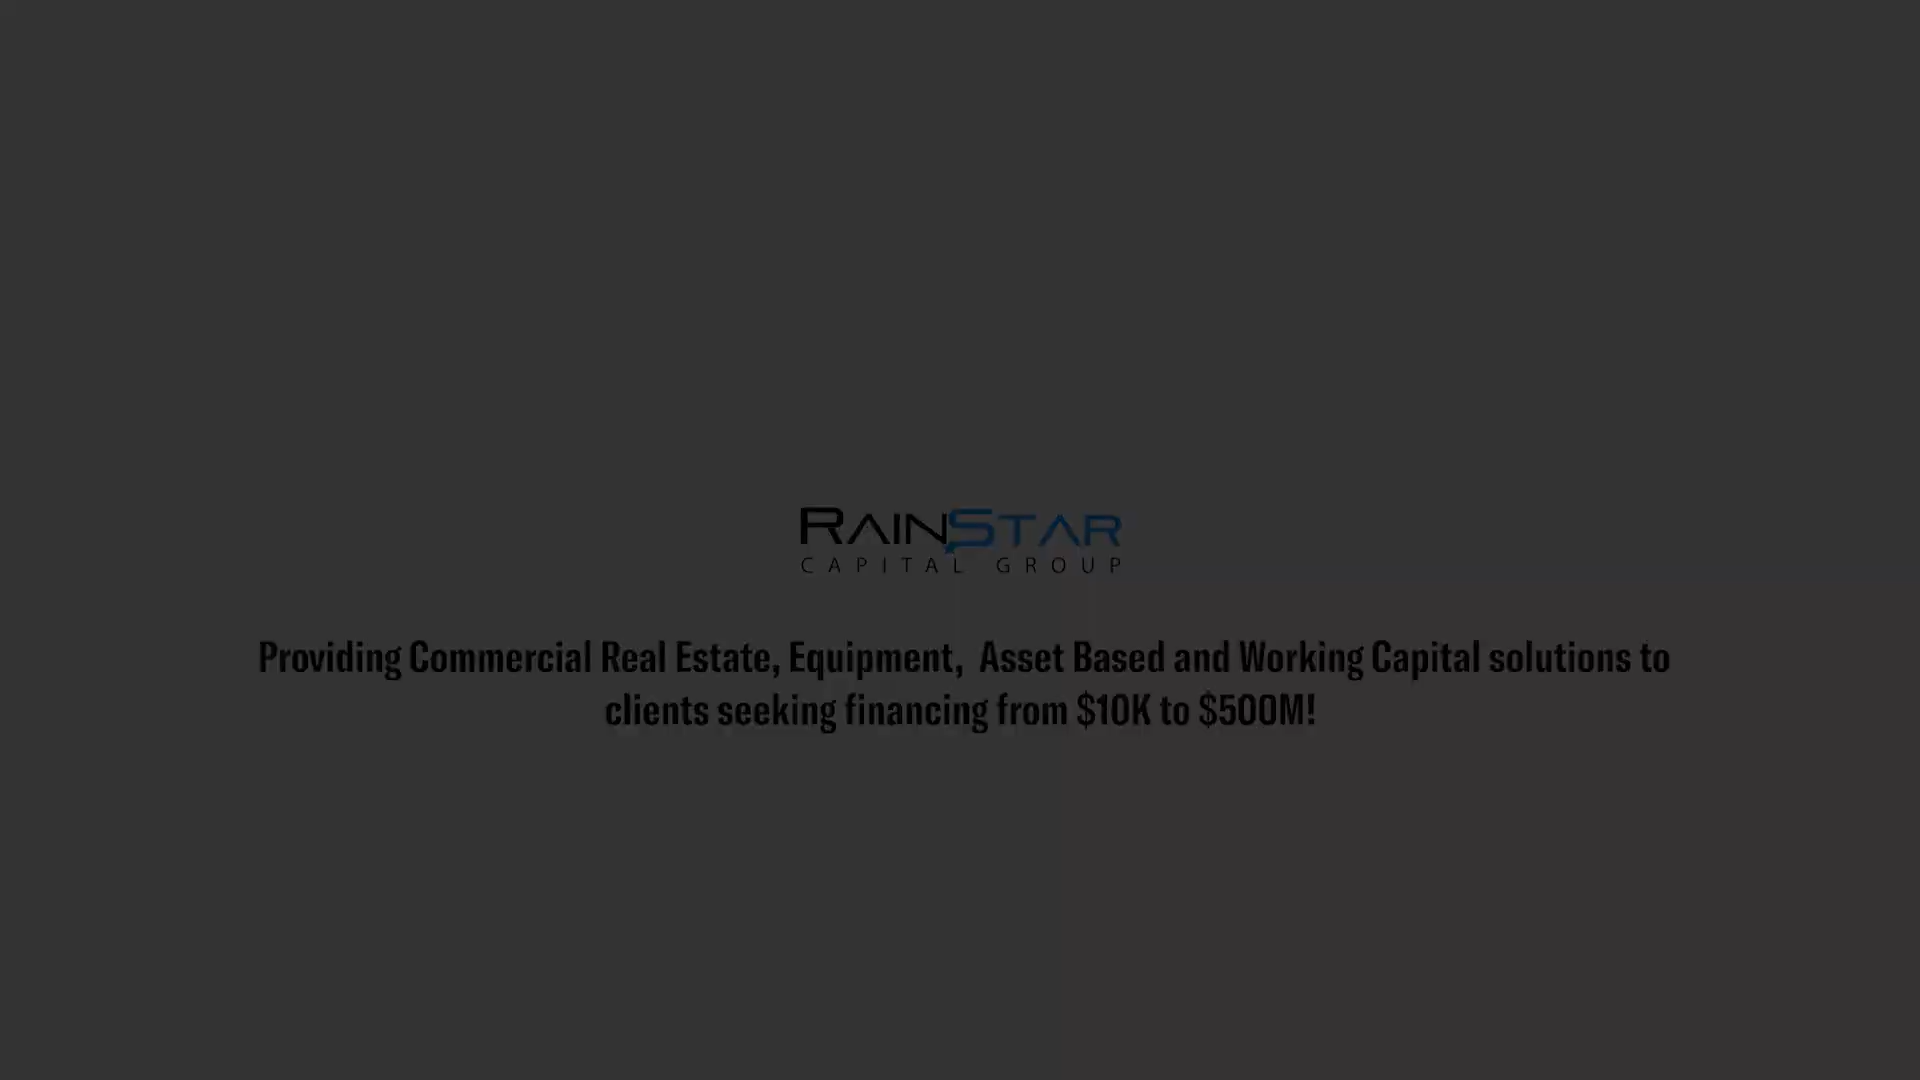 RAINSTAR
CAPITAL GROUP
Providing Commercial Real Estate, Equipment,  Asset Based and Working Capital solutions to
clients seeking financing from $10K to $500M!